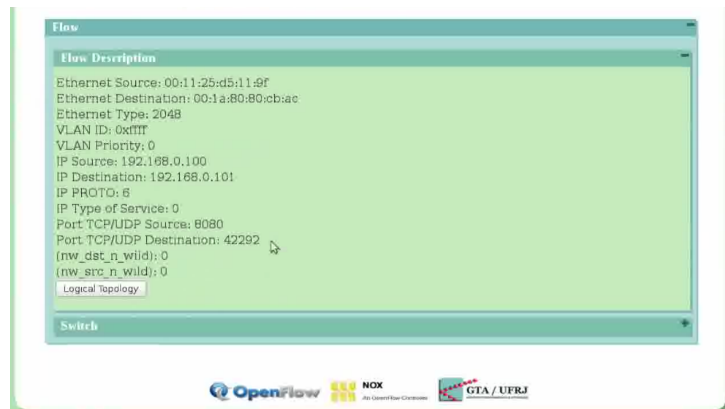 Flow
Flow Description
Ethernet Source: 00:11:25:d5:11:9f
Ethernet Destination: 00:1a:80:80:cb:ac
Ethernet Type: 2048
VLAN ID: 0xffff
VLAN Priority: 0
IP Source: 192.168.0.100
IP Destination: 192.168.0.101
IP PROTO: 6
IP Type of Service: 0
Port TCP/UDP Source: 8080
Port TCP/UDP Destination: 42292
(nw_dst_n_wild): 0
(nw_src_n_wild): 0
Logical Topology
Switch
OpenFlow
NOX
An OpenFlow Controller
GTA / UFRJ